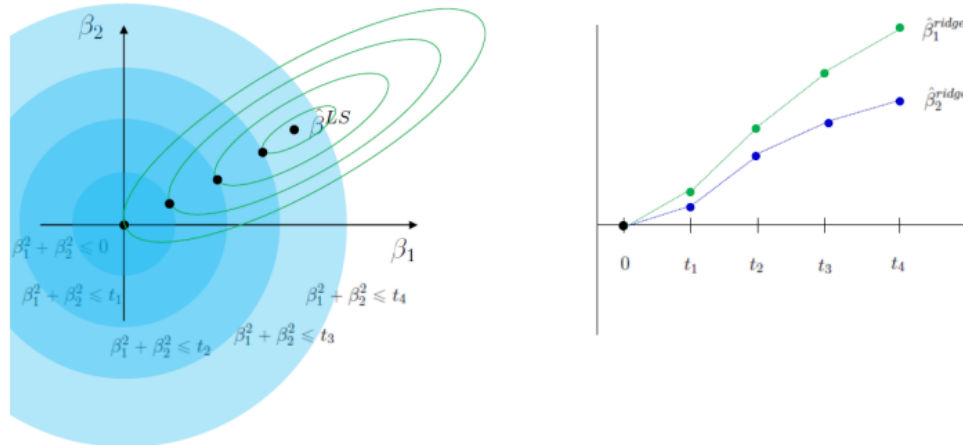 β₂
β̂^LS
β₁
β₁² + β₂² ⩽ 0
β₁² + β₂² ⩽ t₁
β₁² + β₂² ⩽ t₂
β₁² + β₂² ⩽ t₃
β₁² + β₂² ⩽ t₄
β̂₁^ridge
β̂₂^ridge
0 t₁ t₂ t₃ t₄